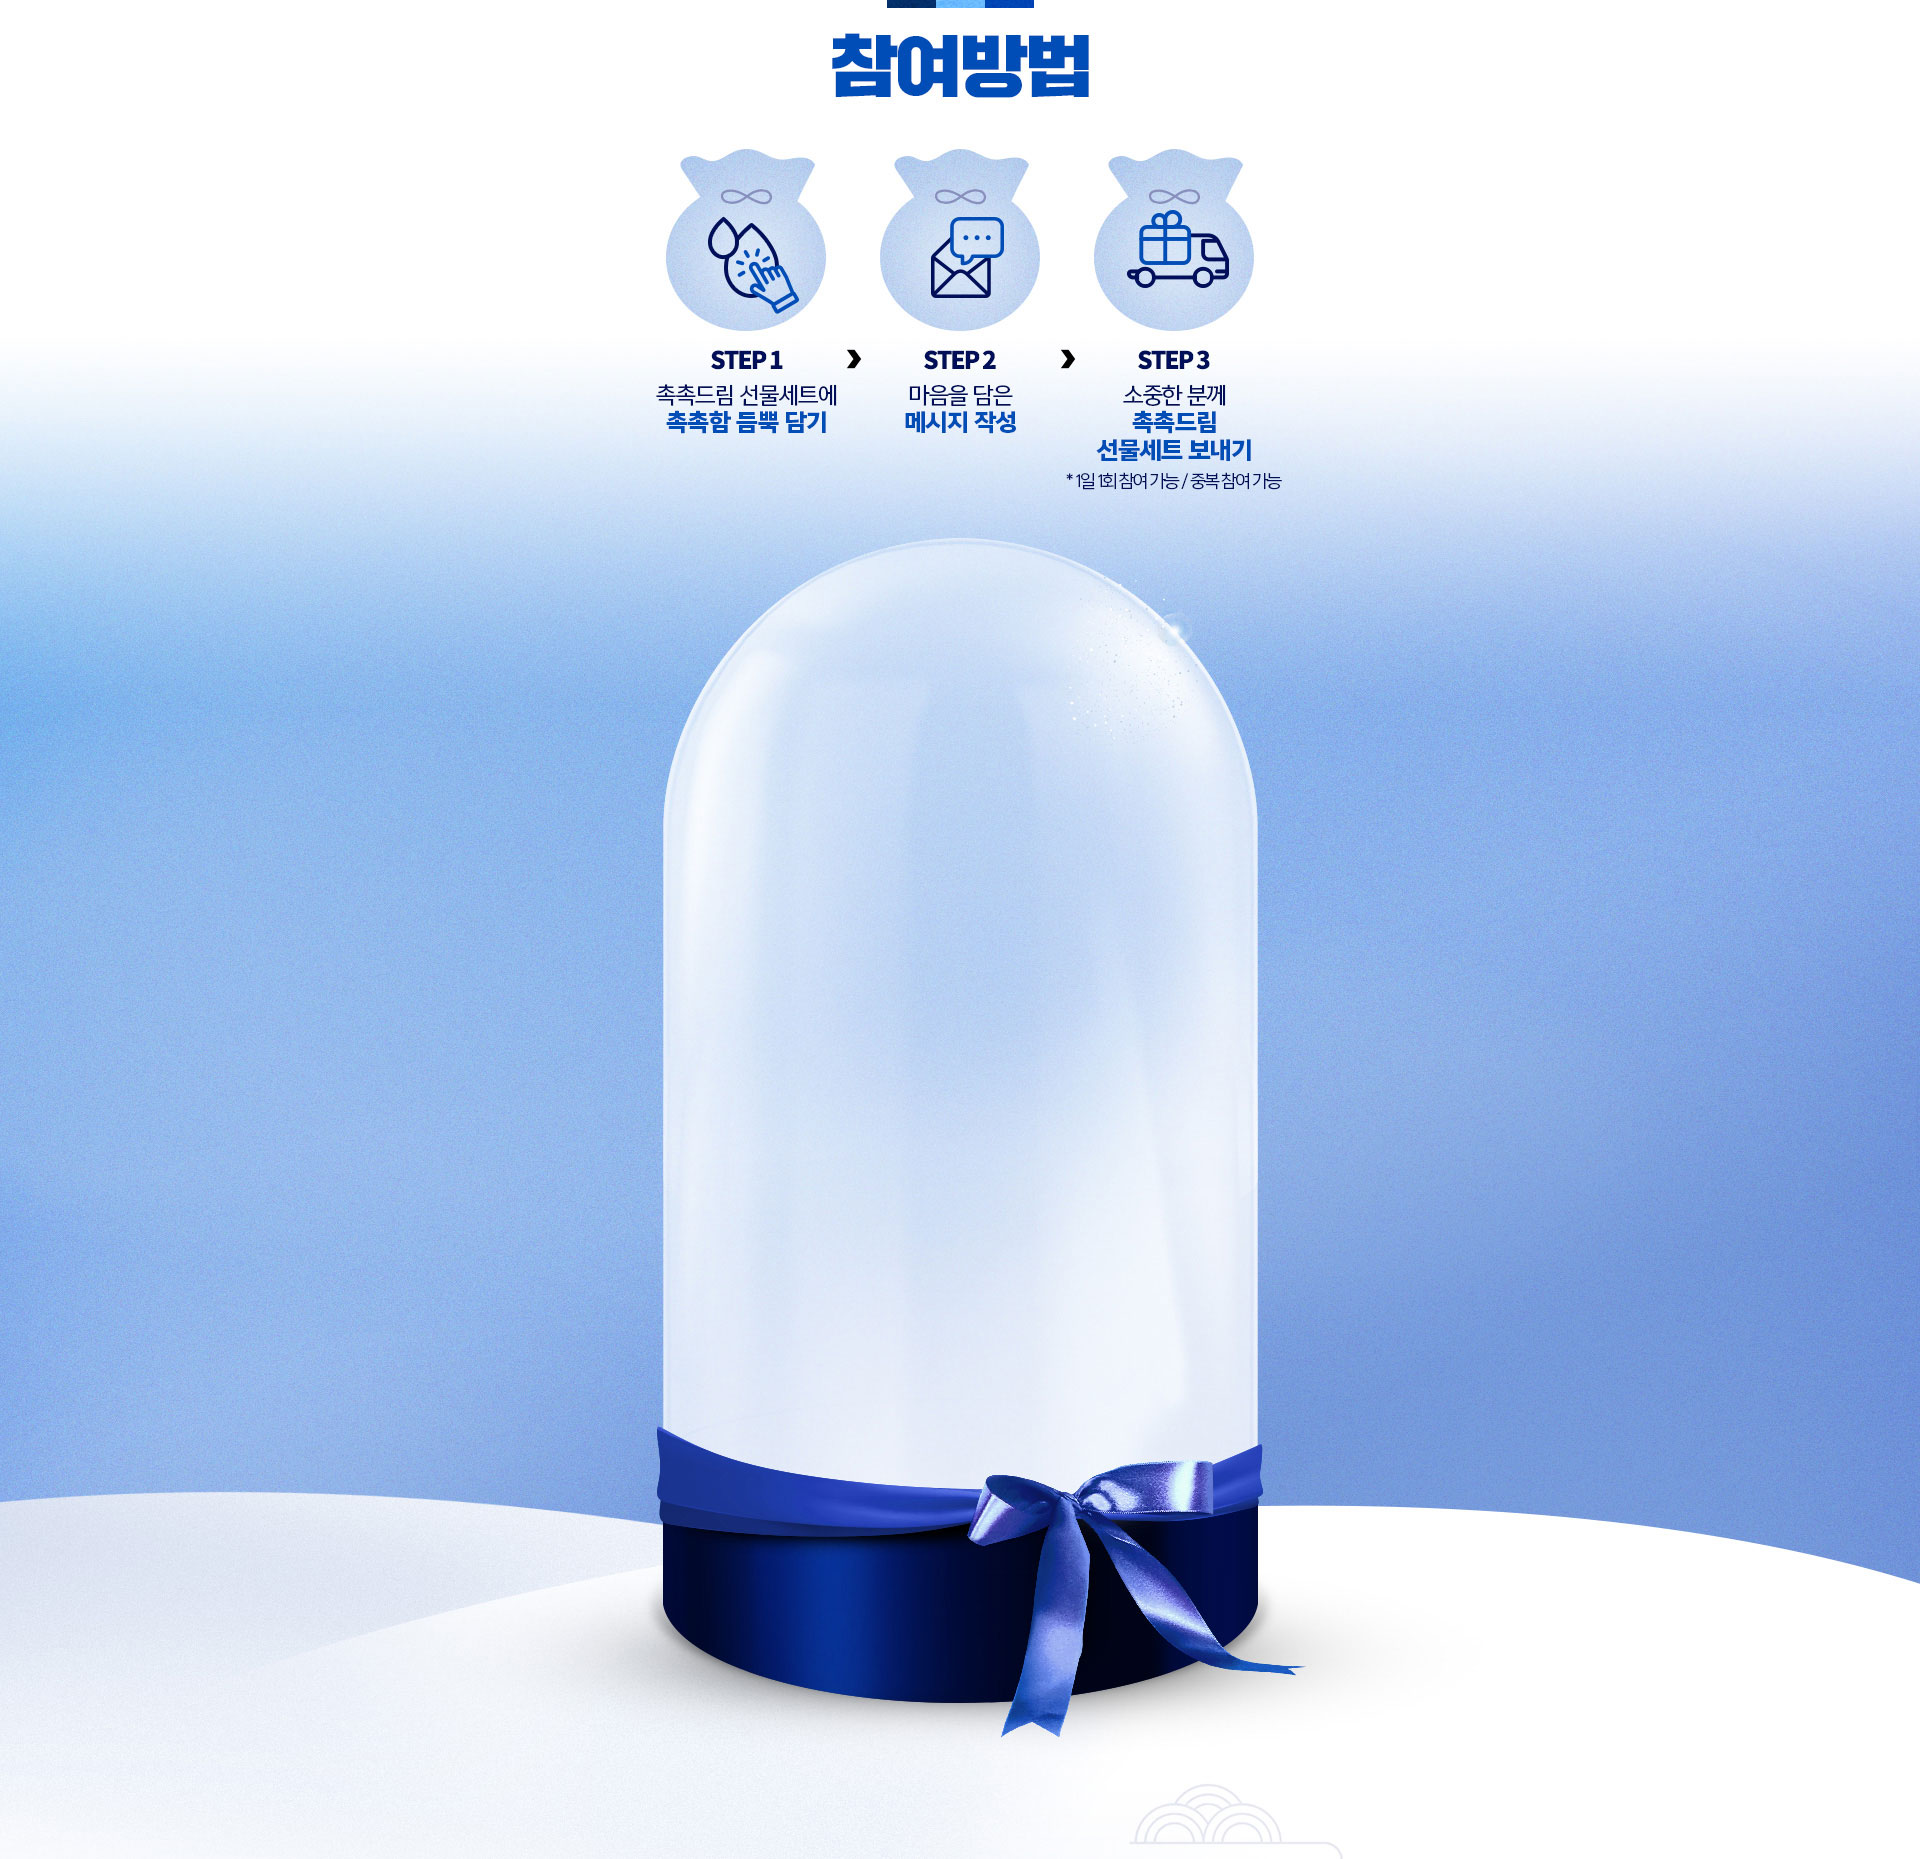 참여방법
STEP 1
촉촉드림 선물세트에
촉촉함 듬뿍 담기
STEP 2
마음을 담은
메시지 작성
STEP 3
소중한 분께
촉촉드림
선물세트 보내기
* 1일 1회 참여 가능 / 중복 참여 가능